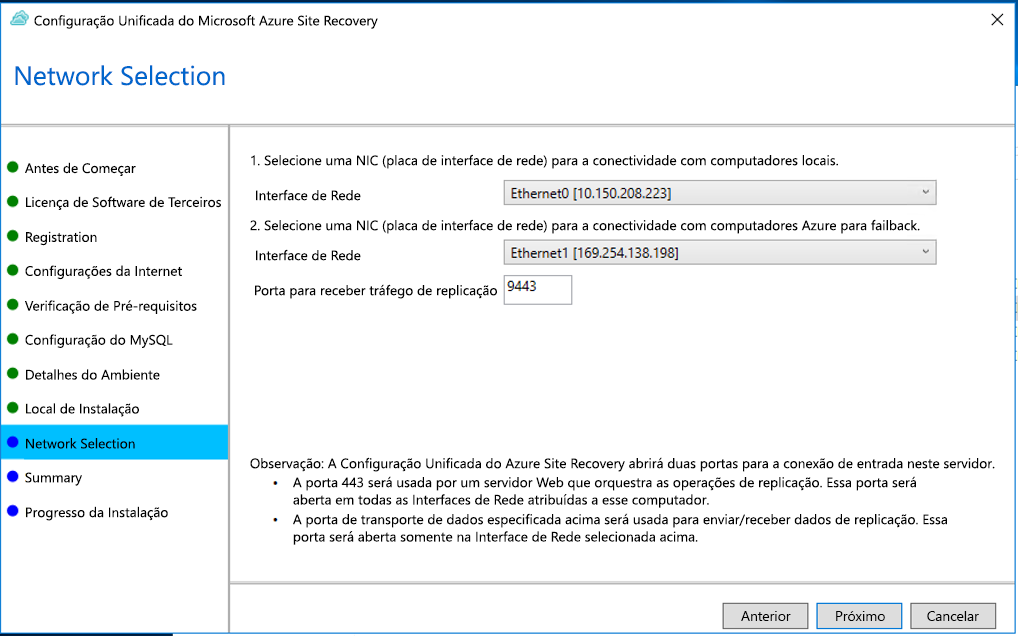 Configuração Unificada do Microsoft Azure Site Recovery
Network Selection
Antes de Começar
Licença de Software de Terceiros
Registration
Configurações da Internet
Verificação de Pré-requisitos
Configuração do MySQL
Detalhes do Ambiente
Local de Instalação
Network Selection
Summary
Progresso da Instalação
1. Selecione uma NIC (placa de interface de rede) para a conectividade com computadores locais.
Interface de Rede
Ethernet0 [10.150.208.223]
2. Selecione uma NIC (placa de interface de rede) para a conectividade com computadores Azure para failback.
Interface de Rede
Ethernet1 [169.254.138.198]
Porta para receber tráfego de replicação
9443
Observação: A Configuração Unificada do Azure Site Recovery abrirá duas portas para a conexão de entrada neste servidor.
• A porta 443 será usada por um servidor Web que orquestra as operações de replicação. Essa porta será
aberta em todas as Interfaces de Rede atribuídas a esse computador.
• A porta de transporte de dados especificada acima será usada para enviar/receber dados de replicação. Essa
porta será aberta somente na Interface de Rede selecionada acima.
Anterior
Próximo
Cancelar